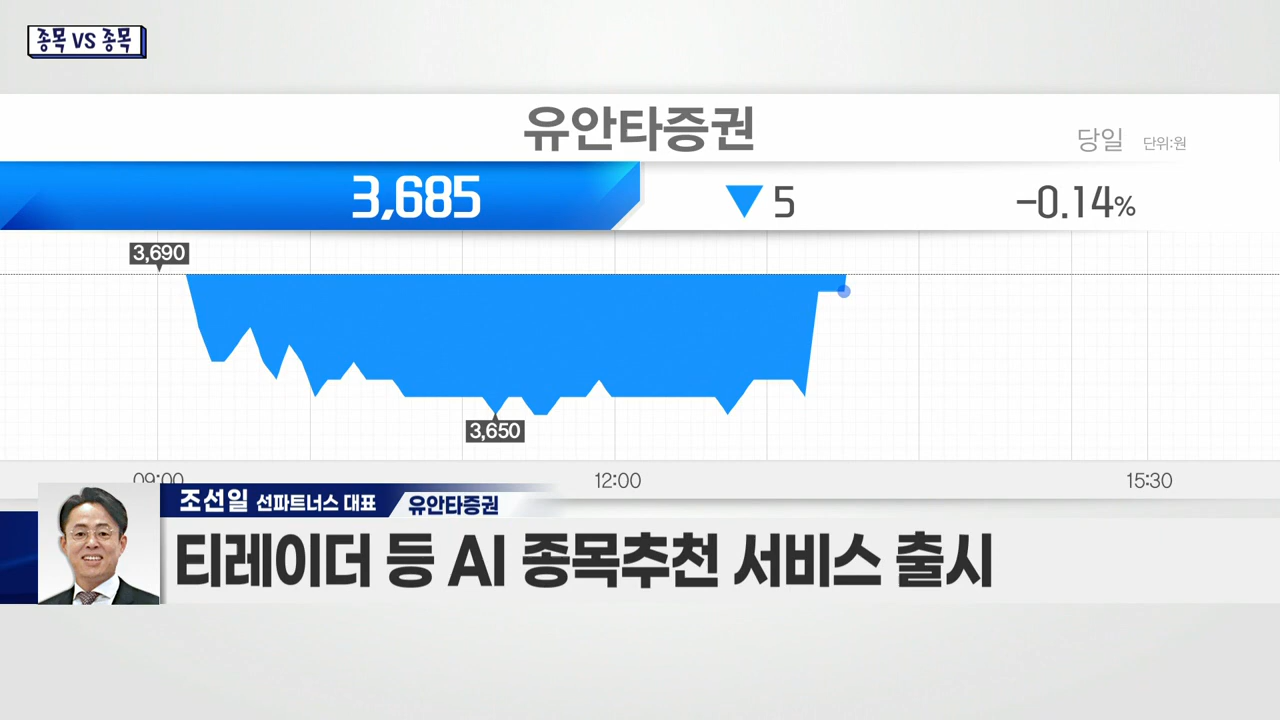 종목 VS 종목
유안타증권
당일 단위:원
3,685 ▼ 5 -0.14%
3,690
3,650
09:00 12:00 15:30
조선일 선파트너스 대표 유안타증권
티레이더 등 AI 종목추천 서비스 출시